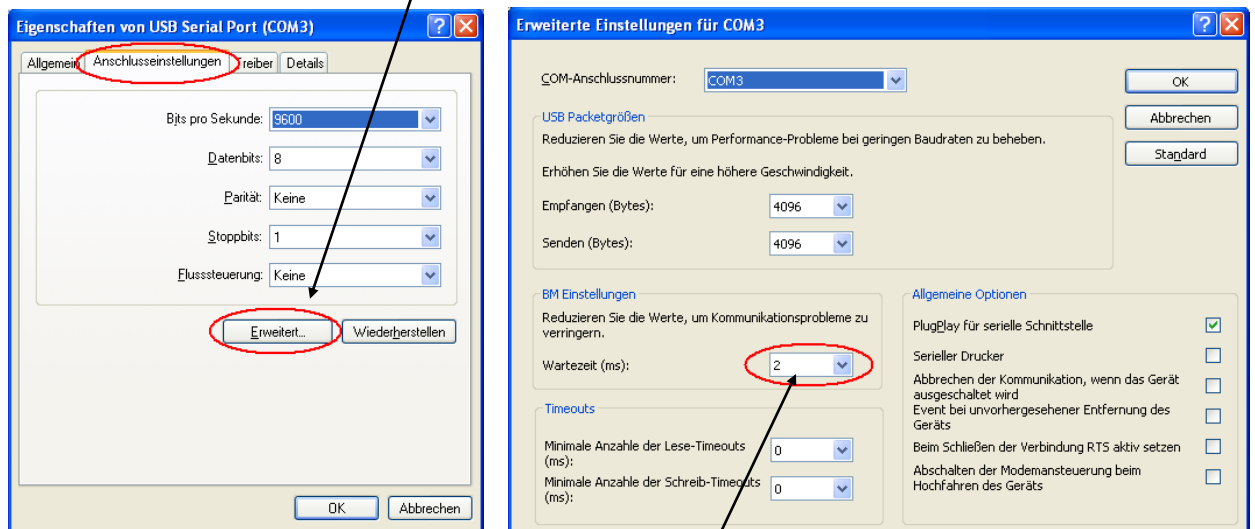 Eigenschaften von USB Serial Port (COM3)
Allgemein Anschlusseinstellungen Treiber Details
Bits pro Sekunde: 9600
Datenbits: 8
Parität: Keine
Stoppbits: 1
Flusssteuerung: Keine
Erweitert... Wiederherstellen
OK Abbrechen
Erweiterte Einstellungen für COM3
COM-Anschlussnummer: COM3
OK
Abbrechen
Standard
USB Packetgrößen
Reduzieren Sie die Werte, um Performance-Probleme bei geringen Baudraten zu beheben.
Erhöhen Sie die Werte für eine höhere Geschwindigkeit.
Empfangen (Bytes): 4096
Senden (Bytes): 4096
BM Einstellungen
Reduzieren Sie die Werte, um Kommunikationsprobleme zu
verringern.
Wartezeit (ms): 2
Timeouts
Minimale Anzahle der Lese-Timeouts
(ms): 0
Minimale Anzahle der Schreib-Timeouts
(ms): 0
Allgemeine Optionen
PlugPlay für serielle Schnittstelle
Serieller Drucker
Abbrechen der Kommunikation, wenn das Gerät
ausgeschaltet wird
Event bei unvorhergesehener Entfernung des
Geräts
Beim Schließen der Verbindung RTS aktiv setzen
Abschalten der Modemansteuerung beim
Hochfahren des Geräts